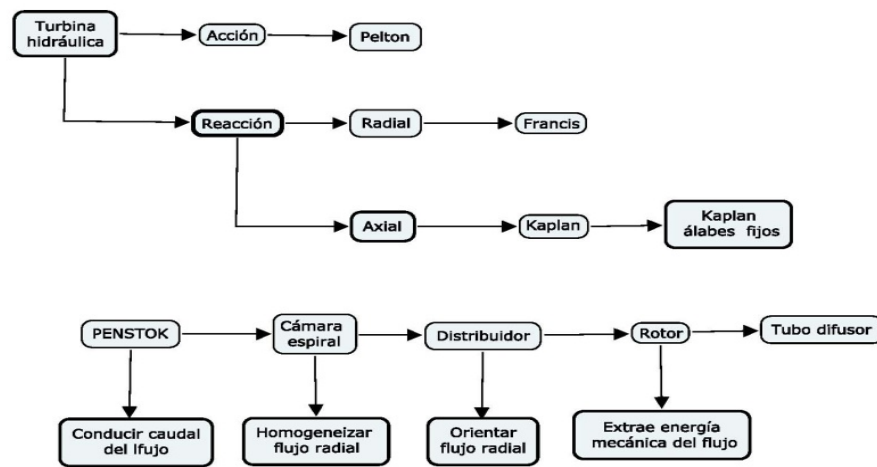 Turbina
hidráulica
Acción
Pelton
Reacción
Radial
Francis
Axial
Kaplan
Kaplan
álabes fijos
PENSTOK
Cámara
espiral
Distribuidor
Rotor
Tubo difusor
Conducir caudal
del lfujo
Homogeneizar
flujo radial
Orientar
flujo radial
Extrae energía
mecánica del flujo